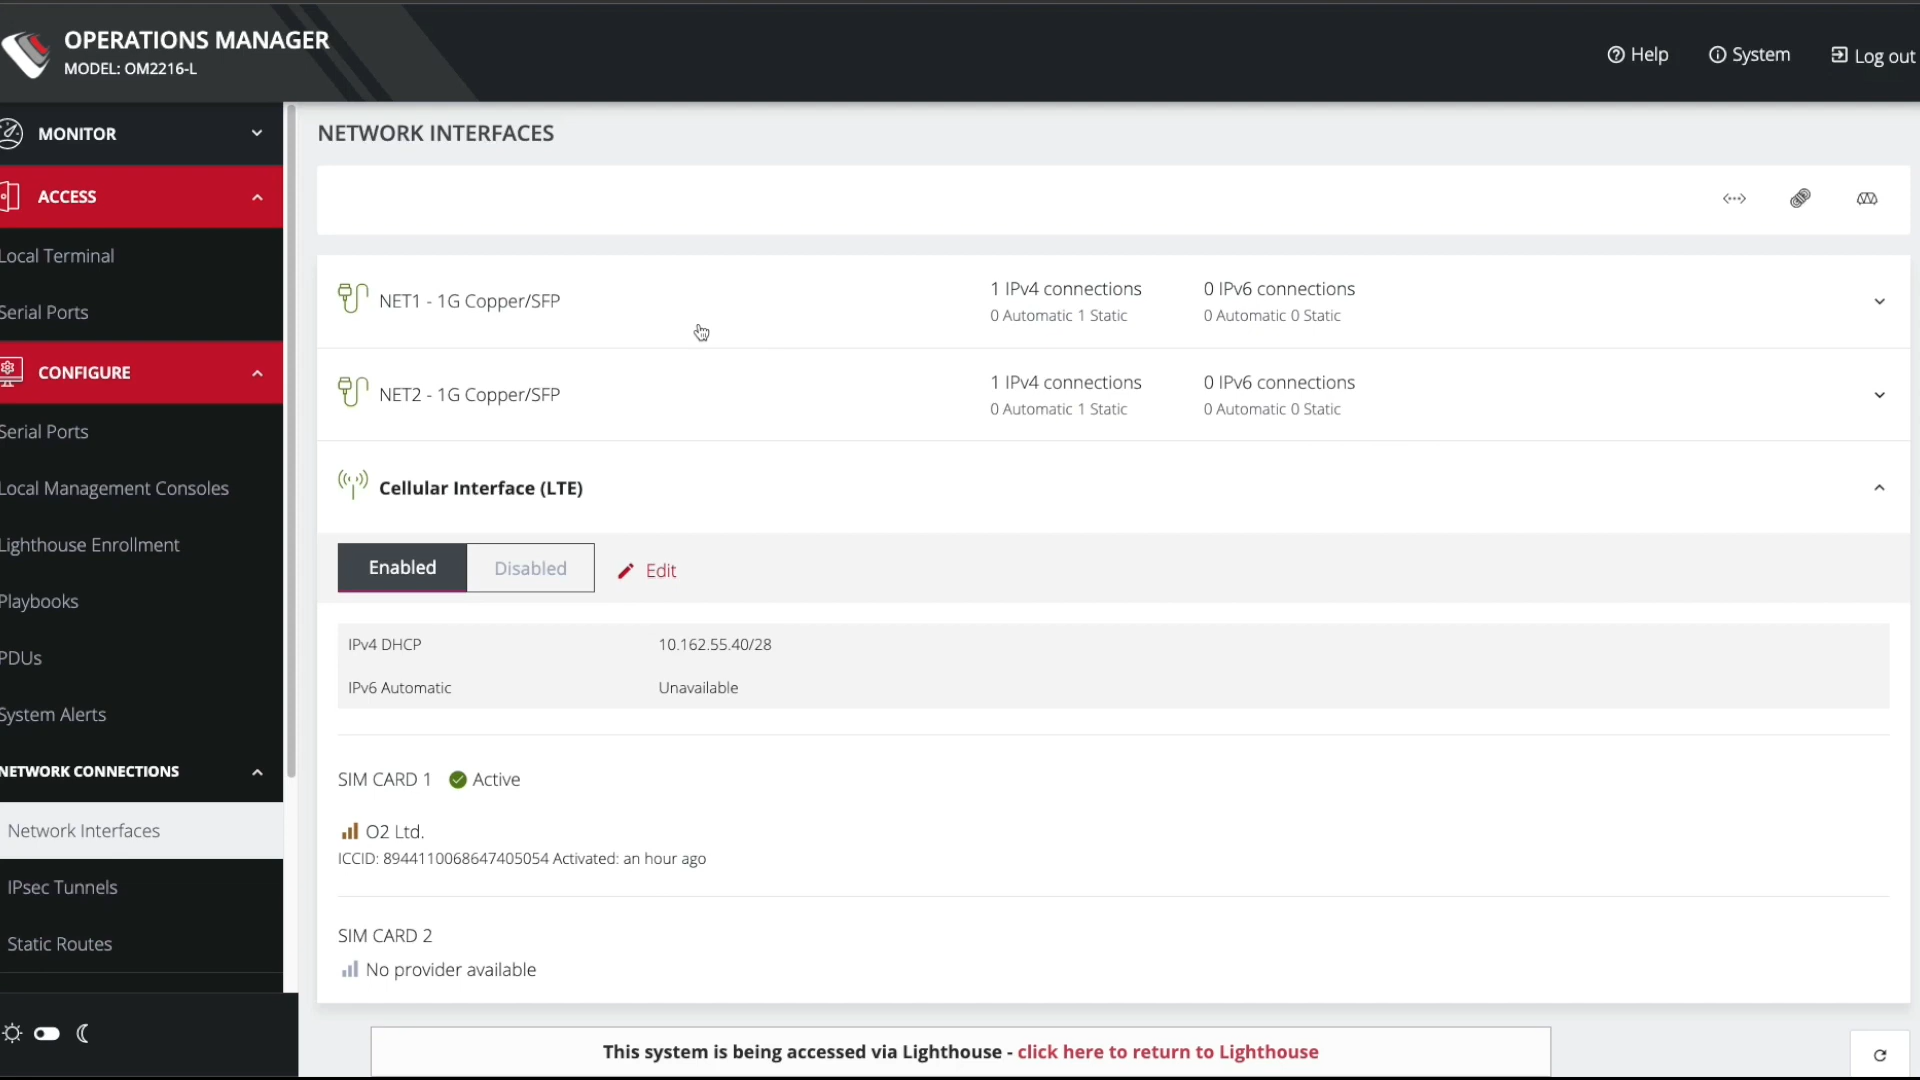 OPERATIONS MANAGER
MODEL: OM2216-L
Help
System
Log out
MONITOR
ACCESS
Local Terminal
Serial Ports
CONFIGURE
Serial Ports
Local Management Consoles
Lighthouse Enrollment
Playbooks
PDUs
System Alerts
NETWORK CONNECTIONS
Network Interfaces
IPsec Tunnels
Static Routes
NETWORK INTERFACES
NET1 - 1G Copper/SFP
1 IPv4 connections
0 Automatic 1 Static
0 IPv6 connections
0 Automatic 0 Static
NET2 - 1G Copper/SFP
1 IPv4 connections
0 Automatic 1 Static
0 IPv6 connections
0 Automatic 0 Static
Cellular Interface (LTE)
Enabled
Disabled
Edit
IPv4 DHCP 10.162.55.40/28
IPv6 Automatic Unavailable
SIM CARD 1 Active
O2 Ltd.
ICCID: 8944110068647405054 Activated: an hour ago
SIM CARD 2
No provider available
This system is being accessed via Lighthouse - click here to return to Lighthouse